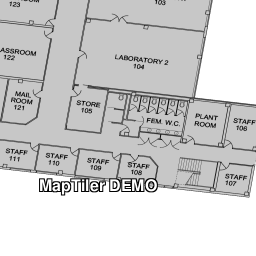 123
103
LABORATORY 2
104
ASSROOM
122
MAIL
ROOM
121
STORE
105
FEM. W.C.
PLANT
ROOM
STAFF
106
STAFF
111
STAFF
110
STAFF
109
STAFF
108
STAFF
107
MapTiler DEMO